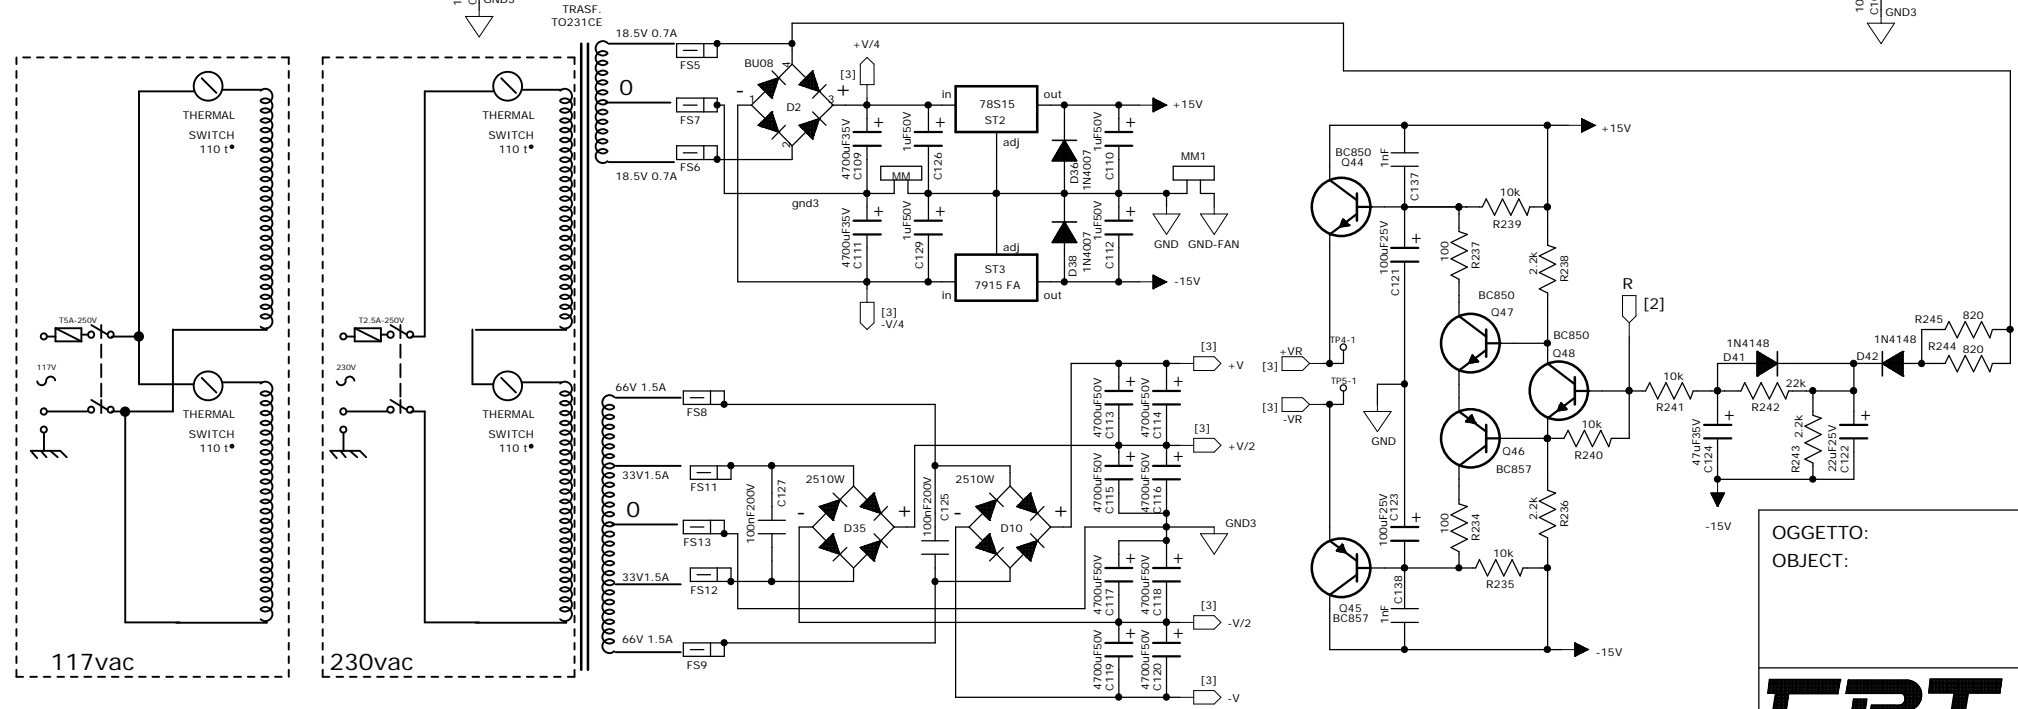 GND3
TRASF.
TO231CE
GND3
117vac
T5A-250V
117V
THERMAL
SWITCH
110 t°
THERMAL
SWITCH
110 t°
230vac
T2.5A-250V
230V
THERMAL
SWITCH
110 t°
THERMAL
SWITCH
110 t°
18.5V 0.7A
FS5
0
FS7
FS6
18.5V 0.7A
BU08
4
-
1
D2
3
+
2
+V/4
[3]
gnd3
4700uF35V
C109
+
1uF50V
C126
+
MM
4700uF35V
C111
+
1uF50V
C129
+
[3]
-V/4
in
78S15
ST2
out
adj
adj
ST3
7915 FA
in
out
D36
1N4007
D38
1N4007
1uF50V
C110
+
1uF50V
C112
+
+15V
-15V
MM1
GND
GND-FAN
66V 1.5A
FS8
33V1.5A
FS11
0
FS13
33V1.5A
FS12
66V 1.5A
FS9
100nF200V
C127
2510W
-
D35
+
100nF200V
C125
2510W
-
D10
+
4700uF50V
C113
+
4700uF50V
C114
+
4700uF50V
C115
+
4700uF50V
C116
+
4700uF50V
C117
+
4700uF50V
C118
+
4700uF50V
C119
+
4700uF50V
C120
+
[3]
+V
[3]
+V/2
GND3
[3]
-V/2
[3]
-V
+VR
[3]
TP4-1
TP5-1
[3]
-VR
BC850
Q44
1nF
C137
100uF25V
C121
+
GND
100uF25V
C123
+
Q45
BC857
1nF
C138
+15V
10k
R239
100
R237
2.2k
R238
BC850
Q47
BC850
Q48
Q46
BC857
10k
R240
100
R234
2.2k
R236
10k
R235
-15V
R
[2]
10k
R241
1N4148
D41
22k
R242
47uF35V
C124
+
R243
2.2k
22uF25V
C122
+
-15V
D42
1N4148
R245
820
R244
820
OGGETTO:
OBJECT: